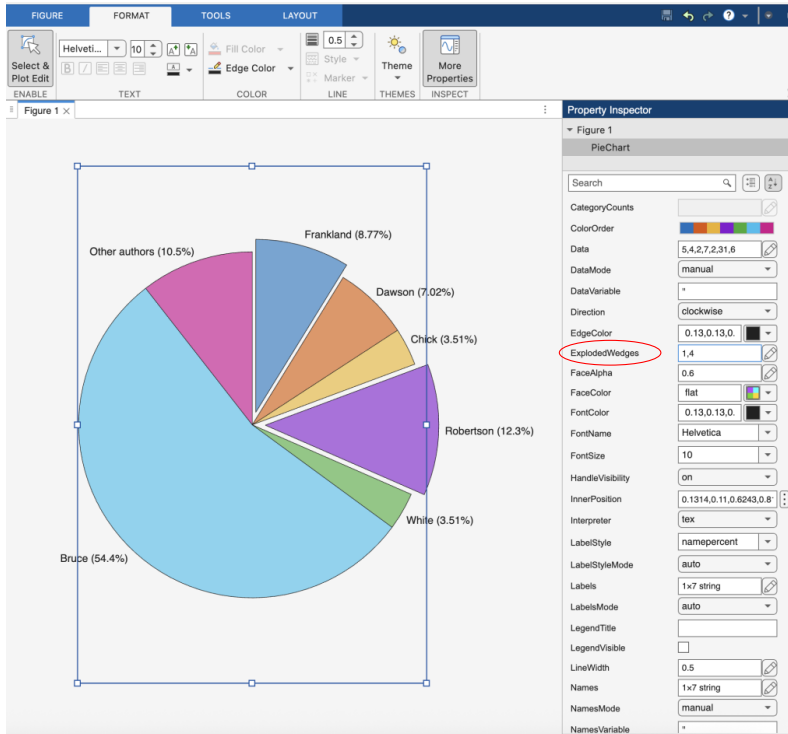 FIGURE FORMAT TOOLS LAYOUT
?
Select & Plot Edit
Helveti... 10 A A
B I
Fill Color
Edge Color
0.5
Style
Marker
Theme
More Properties
ENABLE TEXT COLOR LINE THEMES INSPECT
Figure 1 ×
Frankland (8.77%)
Other authors (10.5%)
Dawson (7.02%)
Chick (3.51%)
Robertson (12.3%)
White (3.51%)
Bruce (54.4%)
Property Inspector
Figure 1
PieChart
Search
CategoryCounts
ColorOrder
Data 5,4,2,7,2,31,6
DataMode manual
DataVariable "
Direction clockwise
EdgeColor 0.13,0.13,0.
ExplodedWedges 1,4
FaceAlpha 0.6
FaceColor flat
FontColor 0.13,0.13,0.
FontName Helvetica
FontSize 10
HandleVisibility on
InnerPosition 0.1314,0.11,0.6243,0.8
Interpreter tex
LabelStyle namepercent
LabelStyleMode auto
Labels 1×7 string
LabelsMode auto
LegendTitle
LegendVisible
LineWidth 0.5
Names 1×7 string
NamesMode manual
NamesVariable "